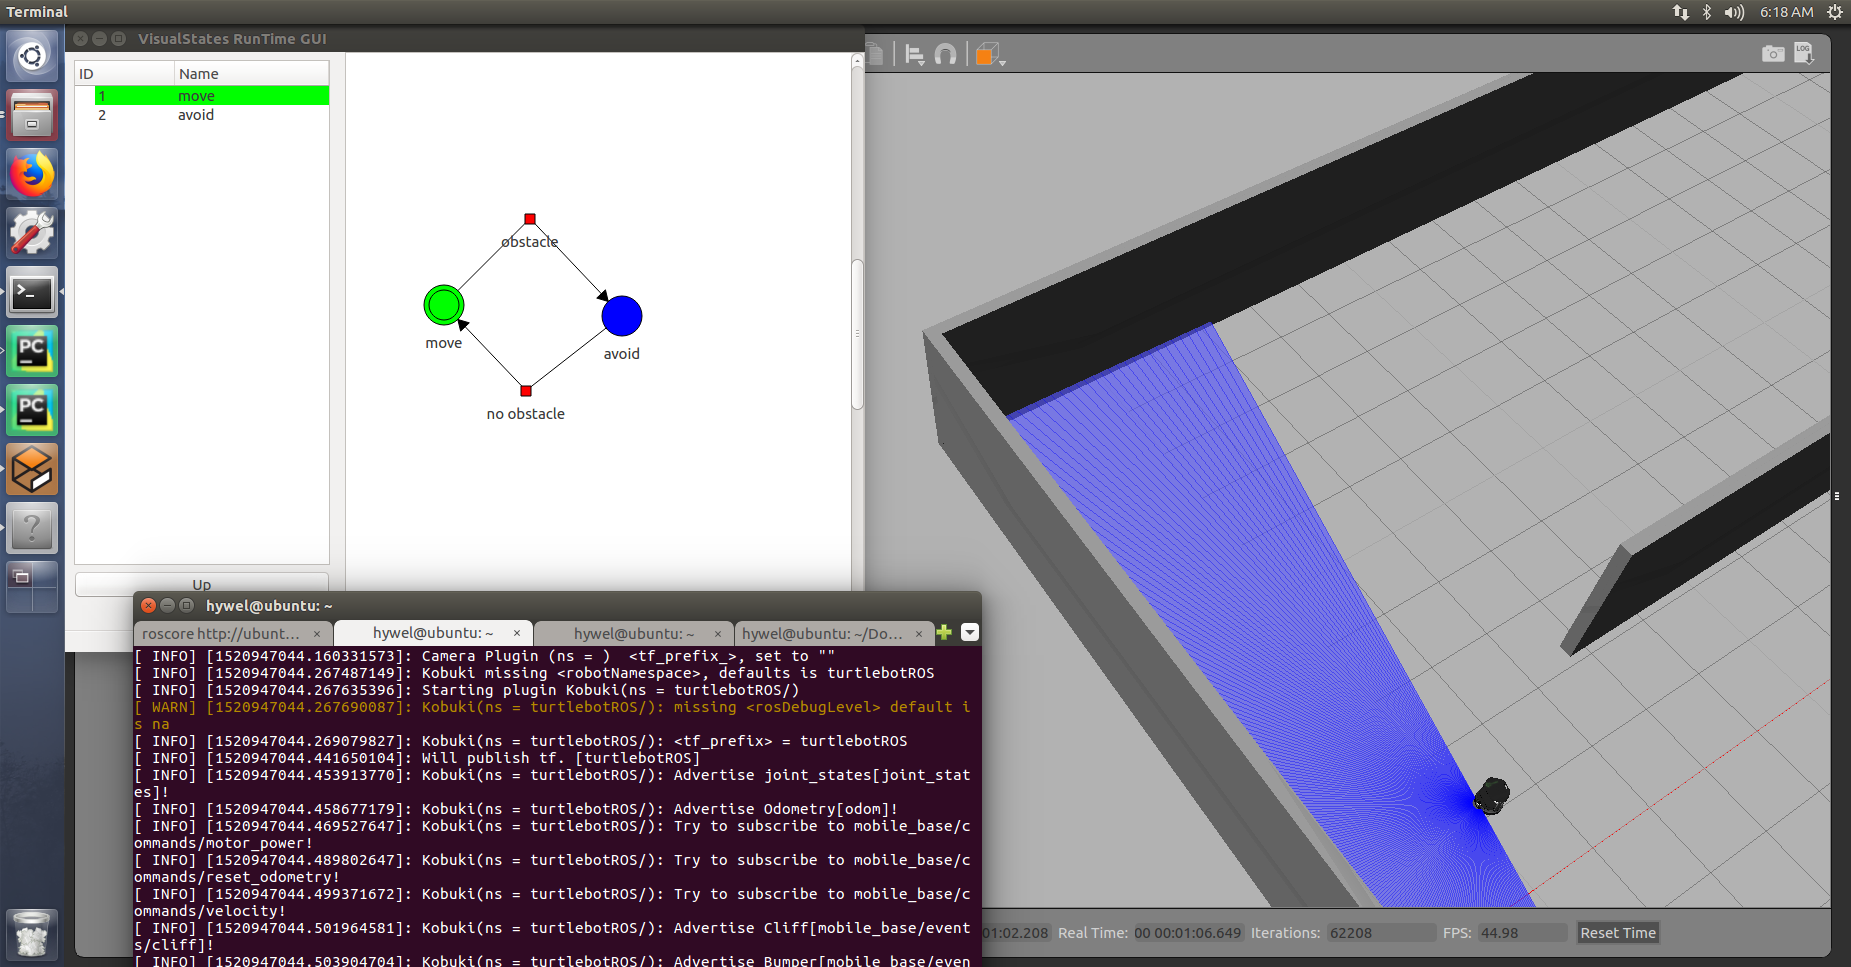 Terminal
6:18 AM
VisualStates RunTime GUI
ID Name
1 move
2 avoid
obstacle
move
avoid
no obstacle
Up
LOG
PC
PC
hywel@ubuntu: ~
roscore http://ubunt... × hywel@ubuntu: ~ × hywel@ubuntu: ~ × hywel@ubuntu: ~/Do... ×
[ INFO] [1520947044.160331573]: Camera Plugin (ns = )  <tf_prefix_>, set to ""
[ INFO] [1520947044.267487149]: Kobuki missing <robotNamespace>, defaults is turtlebotROS
[ INFO] [1520947044.267635396]: Starting plugin Kobuki(ns = turtlebotROS/)
[ WARN] [1520947044.267690087]: Kobuki(ns = turtlebotROS/): missing <rosDebugLevel> default i
s na
[ INFO] [1520947044.269079827]: Kobuki(ns = turtlebotROS/): <tf_prefix> = turtlebotROS
[ INFO] [1520947044.441650104]: Will publish tf. [turtlebotROS]
[ INFO] [1520947044.453913770]: Kobuki(ns = turtlebotROS/): Advertise joint_states[joint_stat
es]!
[ INFO] [1520947044.458677179]: Kobuki(ns = turtlebotROS/): Advertise Odometry[odom]!
[ INFO] [1520947044.469527647]: Kobuki(ns = turtlebotROS/): Try to subscribe to mobile_base/c
ommands/motor_power!
[ INFO] [1520947044.489802647]: Kobuki(ns = turtlebotROS/): Try to subscribe to mobile_base/c
ommands/reset_odometry!
[ INFO] [1520947044.499371672]: Kobuki(ns = turtlebotROS/): Try to subscribe to mobile_base/c
ommands/velocity!
[ INFO] [1520947044.501964581]: Kobuki(ns = turtlebotROS/): Advertise Cliff[mobile_base/event
s/cliff]!
[ INFO] [1520947044.503904704]: Kobuki(ns = turtlebotROS/): Advertise Bumper[mobile_base/even
01:02.208 Real Time: 00 00:01:06.649 Iterations: 62208 FPS: 44.98 Reset Time